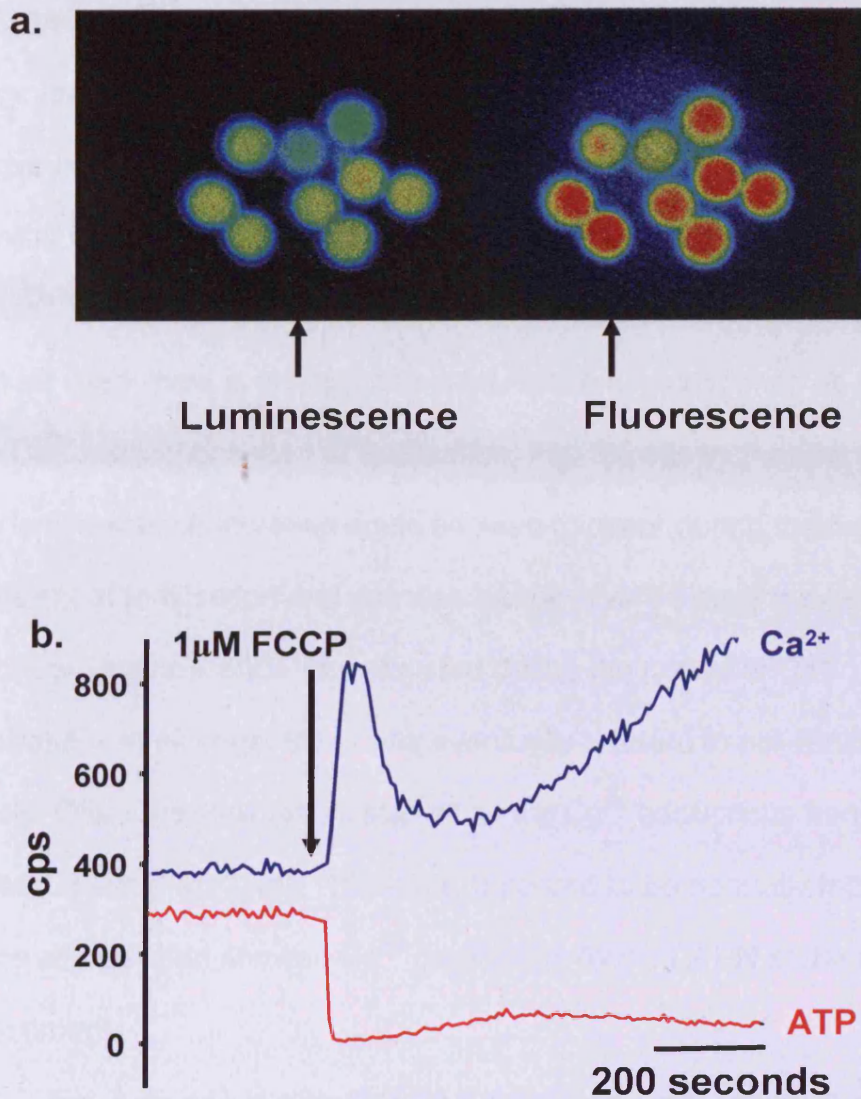 a.
Luminescence Fluorescence
b.
1μM FCCP
Ca²⁺
cps
800
600
400
200
0
ATP
200 seconds